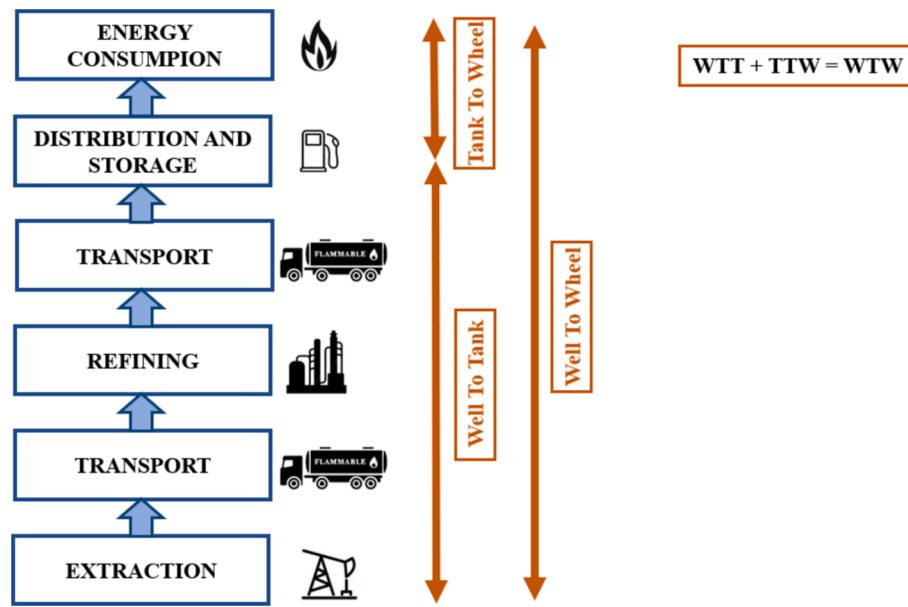 ENERGY
CONSUMPION
DISTRIBUTION AND
STORAGE
TRANSPORT
FLAMMABLE
REFINING
TRANSPORT
FLAMMABLE
EXTRACTION
Tank To Wheel
Well To Tank
Well To Wheel
WTT + TTW = WTW